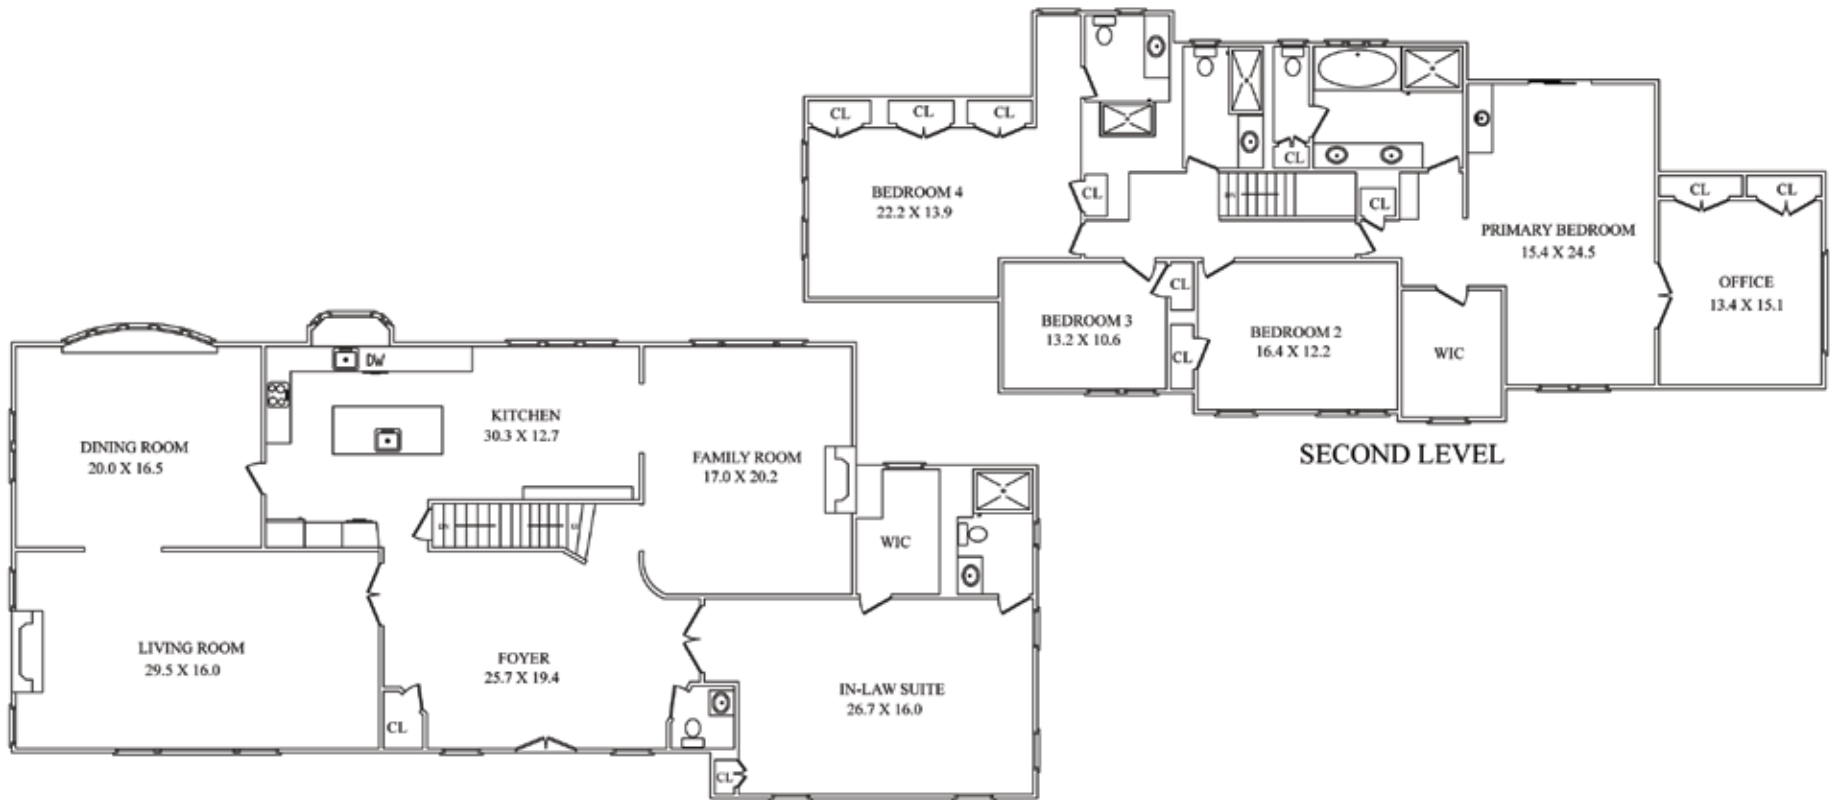 DINING ROOM
20.0 X 16.5
DW
KITCHEN
30.3 X 12.7
FAMILY ROOM
17.0 X 20.2
WIC
LIVING ROOM
29.5 X 16.0
FOYER
25.7 X 19.4
CL
IN-LAW SUITE
26.7 X 16.0
CL
CL
CL
CL
BEDROOM 4
22.2 X 13.9
CL
CL
CL
PRIMARY BEDROOM
15.4 X 24.5
CL
CL
OFFICE
13.4 X 15.1
BEDROOM 3
13.2 X 10.6
CL
CL
BEDROOM 2
16.4 X 12.2
WIC
SECOND LEVEL